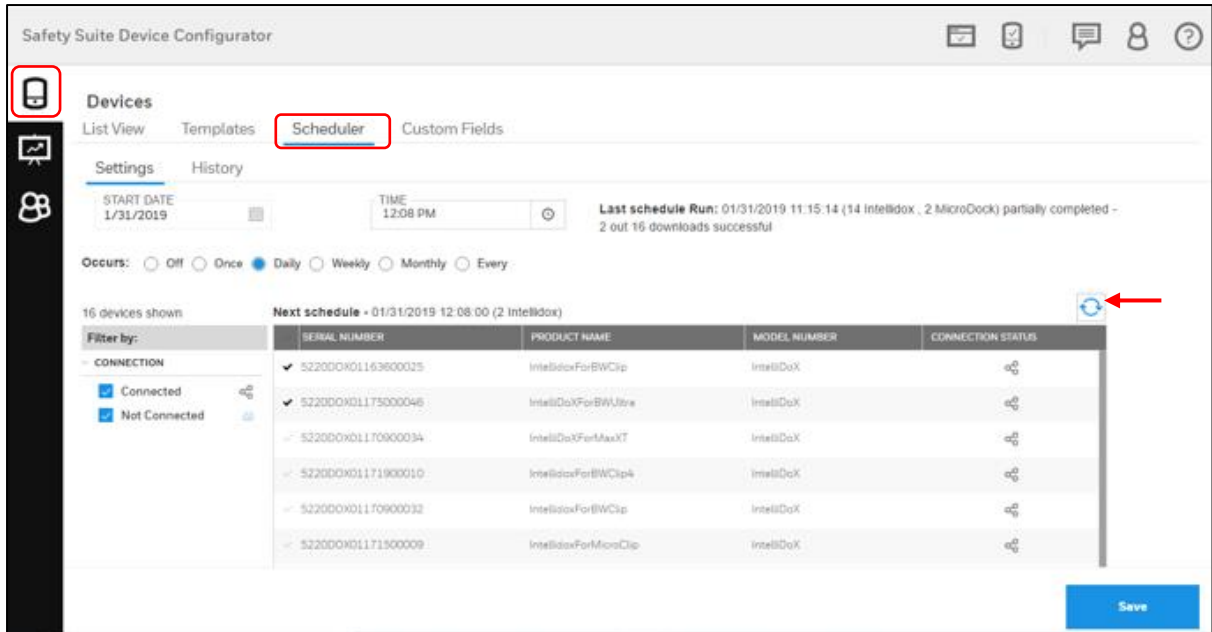 Safety Suite Device Configurator
Devices
List View Templates Scheduler Custom Fields
Settings History
START DATE
1/31/2019
TIME
12:08 PM
Last schedule Run: 01/31/2019 11:15:14 (14 Intellidox , 2 MicroDock) partially completed -
2 out 16 downloads successful
Occurs: Off Once Daily Weekly Monthly Every
16 devices shown
Next schedule - 01/31/2019 12:08:00 (2 Intellidox)
Filter by:
CONNECTION
Connected
Not Connected
SERIAL NUMBER PRODUCT NAME MODEL NUMBER CONNECTION STATUS
5220DOX01163600025 IntellidoxForBWClip IntelliDoX
5220DOX01175000046 IntelliDoXForBWUltra IntelliDoX
5220DOX01170900034 IntelliDoXForMaxXT IntelliDoX
5220DOX01171900010 IntellidoxForBWClip4 IntelliDoX
5220DOX01170900032 IntellidoxForBWClip IntelliDoX
5220DOX01171500009 IntellidoxForMicroClip IntelliDoX
Save